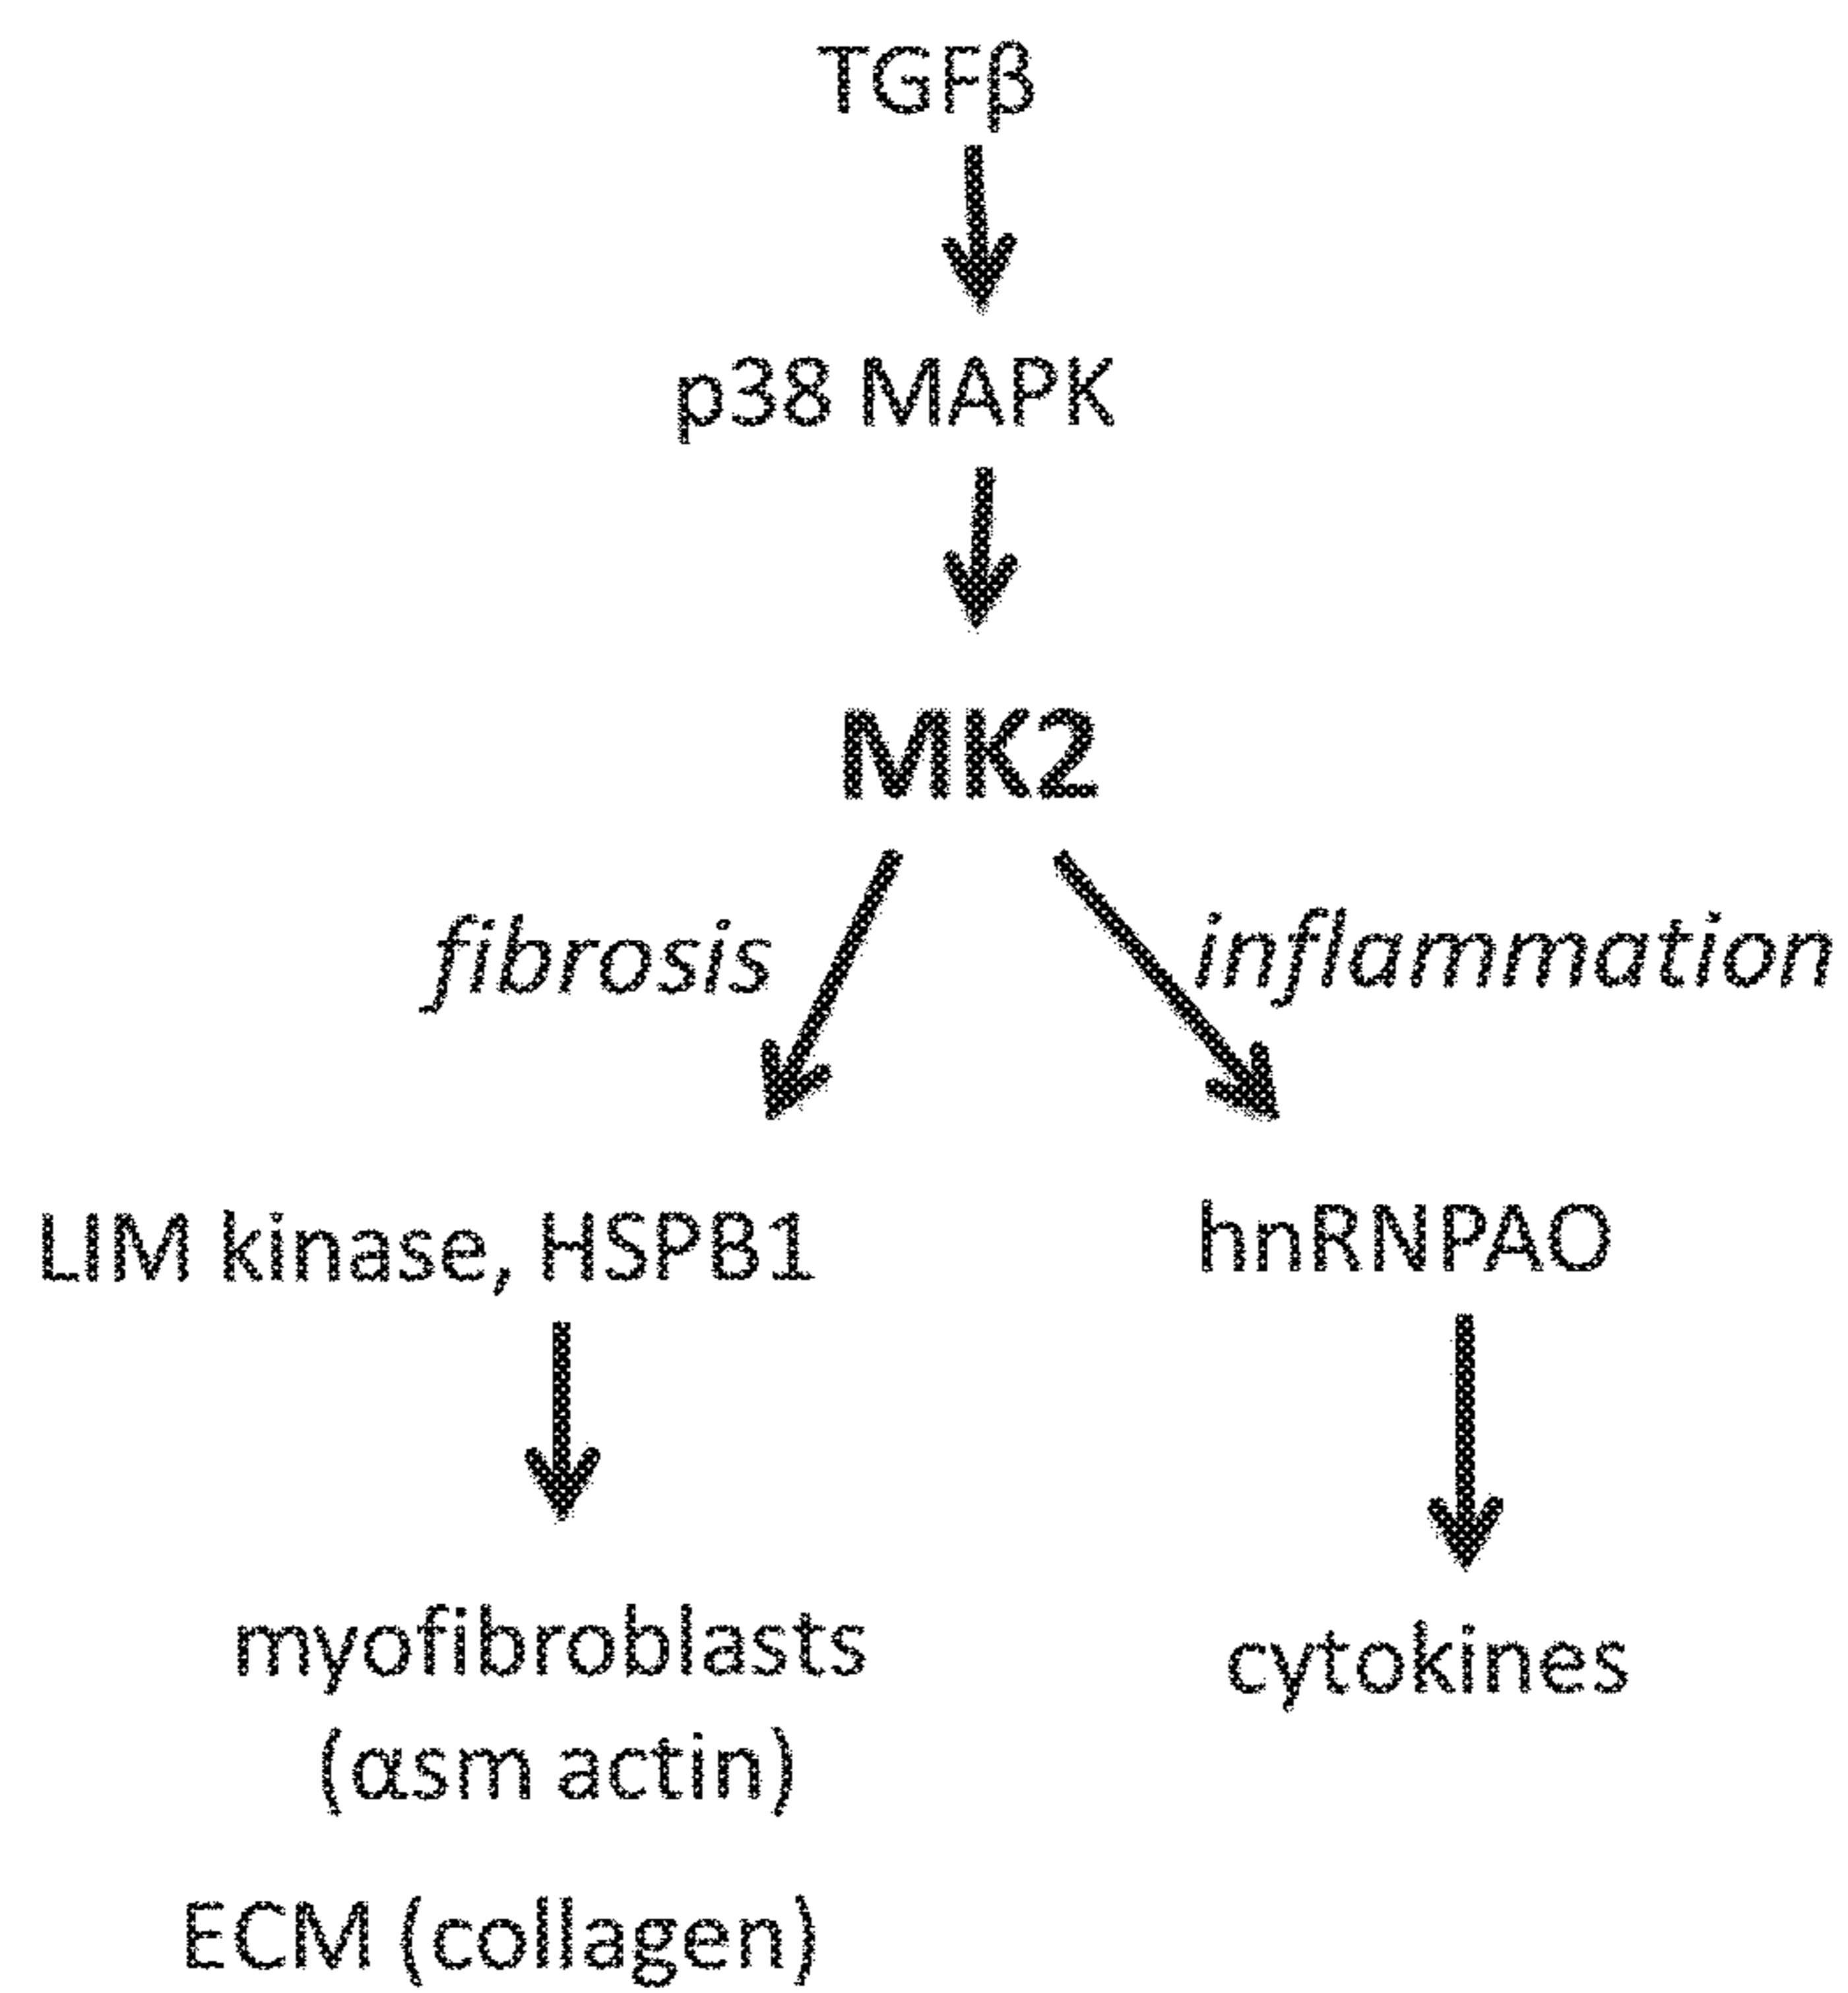 TGFβ
p38 MAPK
MK2
fibrosis
inflammation
LIM kinase, HSPB1
hnRNPAO
myofibroblasts
(αsm actin)
cytokines
ECM (collagen)